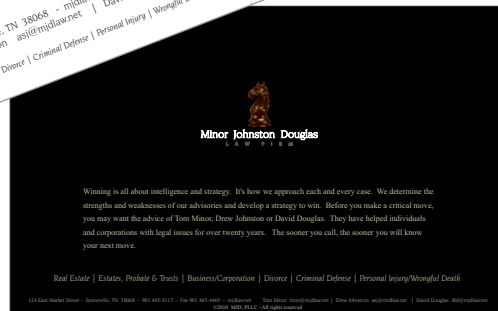 , TN 38068 - mjdla
on asj@mjdlaw.net | Dav
Divorce | Criminal Defense | Personal Injury | Wrongful D
Minor Johnston Douglas
LAW FIRM
Winning is all about intelligence and strategy. It's how we approach each and every case. We determine the
strengths and weaknesses of our advisories and develop a strategy to win. Before you make a critical move,
you may want the advice of Tom Minor, Drew Johnston or David Douglas. They have helped individuals
and corporations with legal issues for over twenty years. The sooner you call, the sooner you will know
your next move.
Real Estate | Estates, Probate & Trusts | Business/Corporation | Divorce | Criminal Defense | Personal Injury/Wrongful Death
124 East Market Street - Somerville, TN 38068 - 901 465-3117 - Fax 901 465-4465 - mjdlaw.net Tom Minor tmm@mjdlaw.net | Drew Johnston asj@mjdlaw.net | David Douglas dfd@mjdlaw.net
©2010 MJD, PLLC - All rights reserved